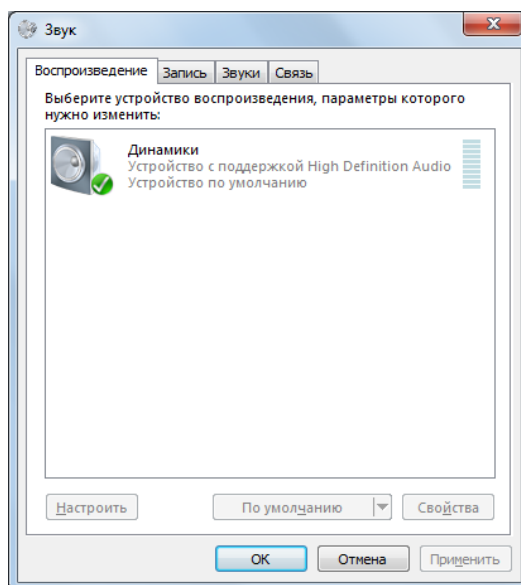 Звук
Воспроизведение Запись Звуки Связь
Выберите устройство воспроизведения, параметры которого
нужно изменить:
Динамики
Устройство с поддержкой High Definition Audio
Устройство по умолчанию
Настроить По умолчанию Свойства
OK Отмена Применить